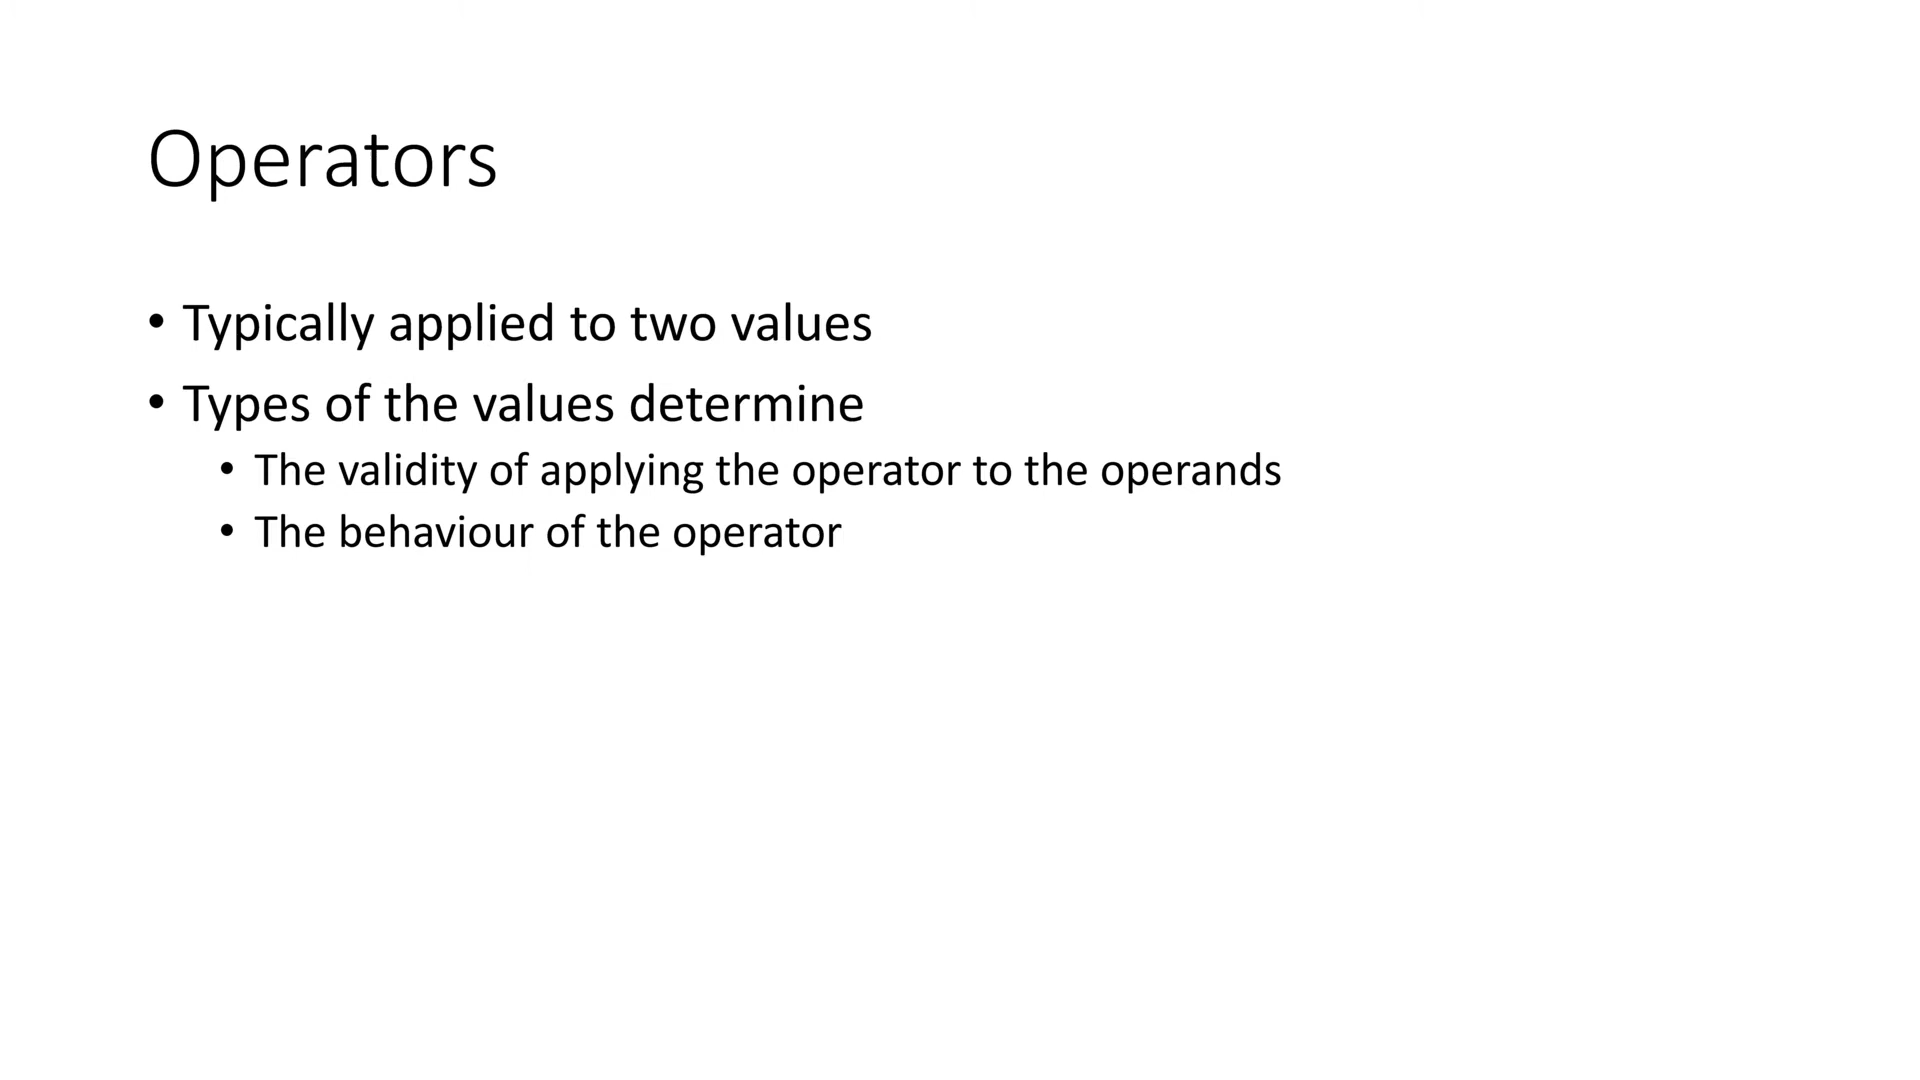 Operators
• Typically applied to two values
• Types of the values determine
• The validity of applying the operator to the operands
• The behaviour of the operator